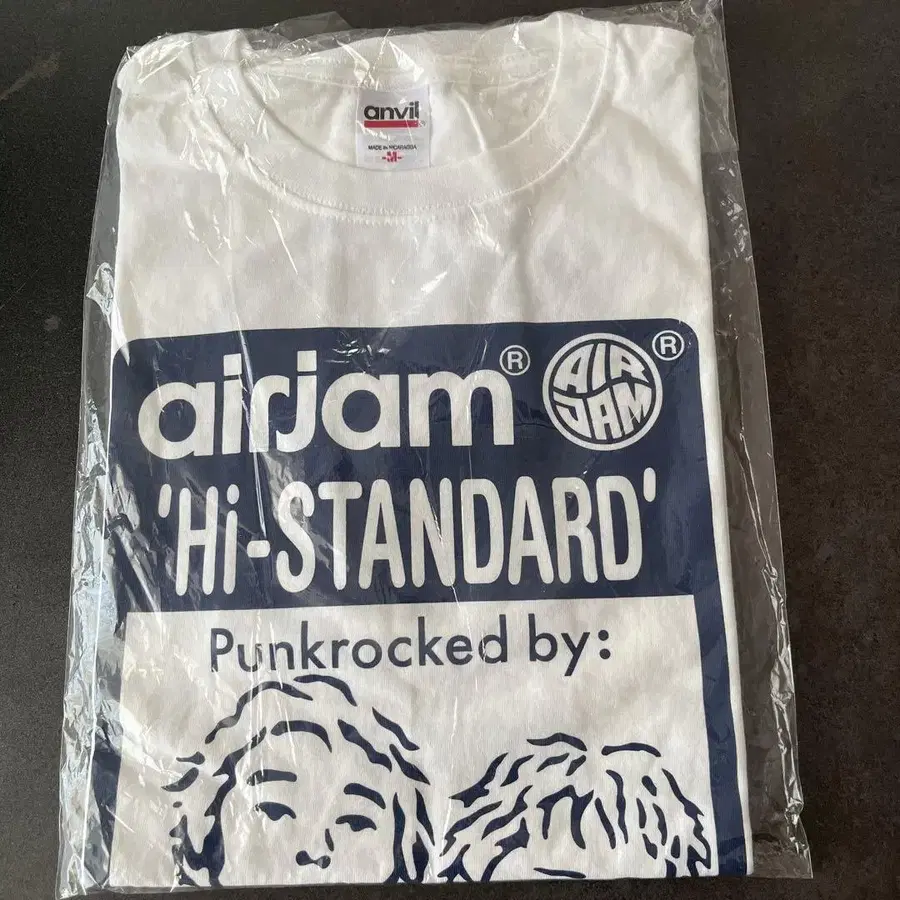 anvil
MADE IN NICARAGUA
-M-
airjam®
AIR JAM®
'Hi-STANDARD'
Punkrocked by: